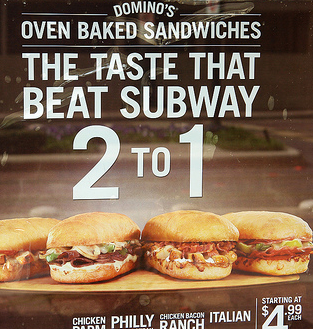 DOMINO'S
OVEN BAKED SANDWICHES
THE TASTE THAT
BEAT SUBWAY
2 TO 1
CHICKEN PARM
PHILLY
CHICKEN BACON RANCH
ITALIAN
STARTING AT
$4.99
EACH